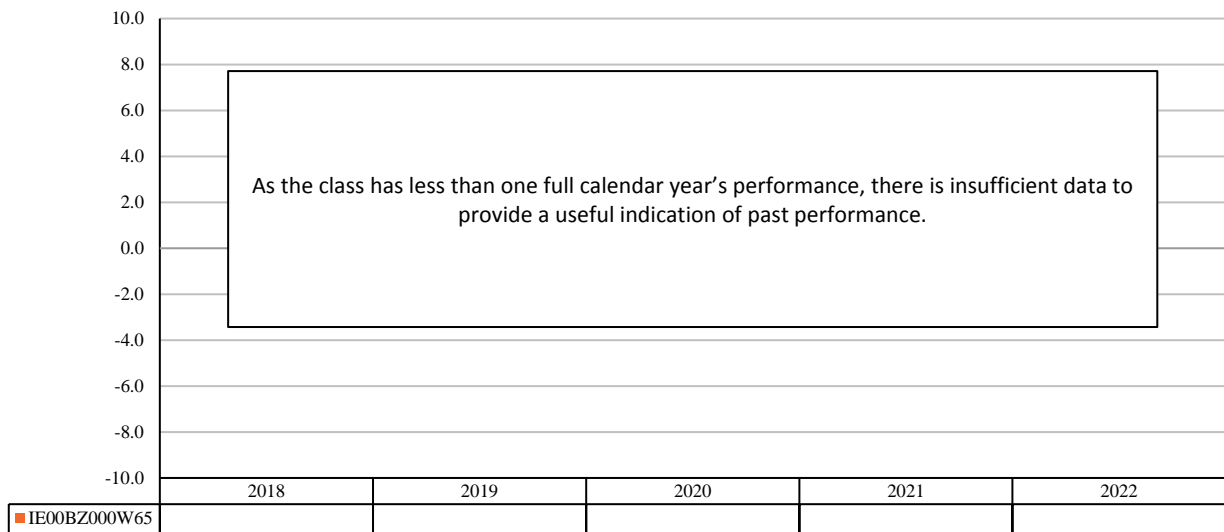 10.0
8.0
6.0
4.0
2.0
0.0
-2.0
-4.0
-6.0
-8.0
-10.0
As the class has less than one full calendar year’s performance, there is insufficient data to
provide a useful indication of past performance.
2018 2019 2020 2021 2022
IE00BZ000W65